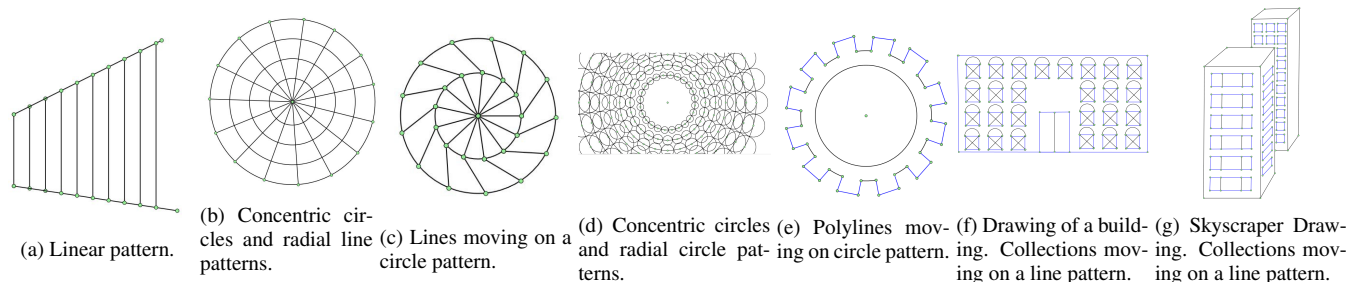 (a) Linear pattern.
(b) Concentric cir-
cles and radial line
patterns.
(c) Lines moving on a
circle pattern.
(d) Concentric circles
and radial circle pat-
terns.
(e) Polylines mov-
ing on circle pattern.
(f) Drawing of a build-
ing. Collections mov-
ing on a line pattern.
(g) Skyscraper Draw-
ing. Collections mov-
ing on a line pattern.